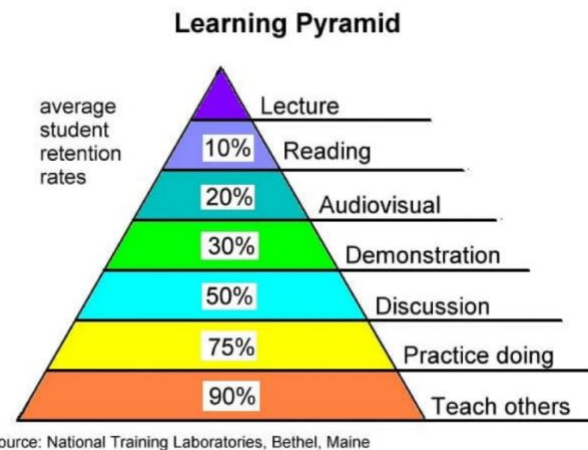 Learning Pyramid
average
student
retention
rates
Lecture
10% Reading
20% Audiovisual
30% Demonstration
50% Discussion
75% Practice doing
90% Teach others
ource: National Training Laboratories, Bethel, Maine